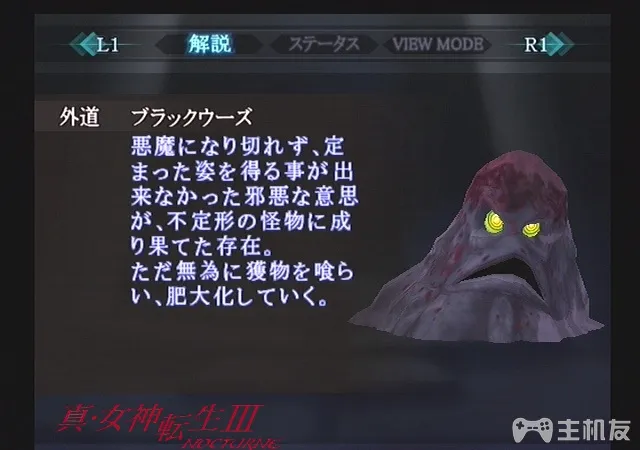 L1 解説 ステータス VIEW MODE R1
外道 ブラックウーズ
悪魔になり切れず、定
まった姿を得る事が出
来なかった邪悪な意思
が、不定形の怪物に成
り果てた存在。
ただ無為に獲物を喰ら
い、肥大化していく。
真・女神転生III
NOCTURNE
主机友